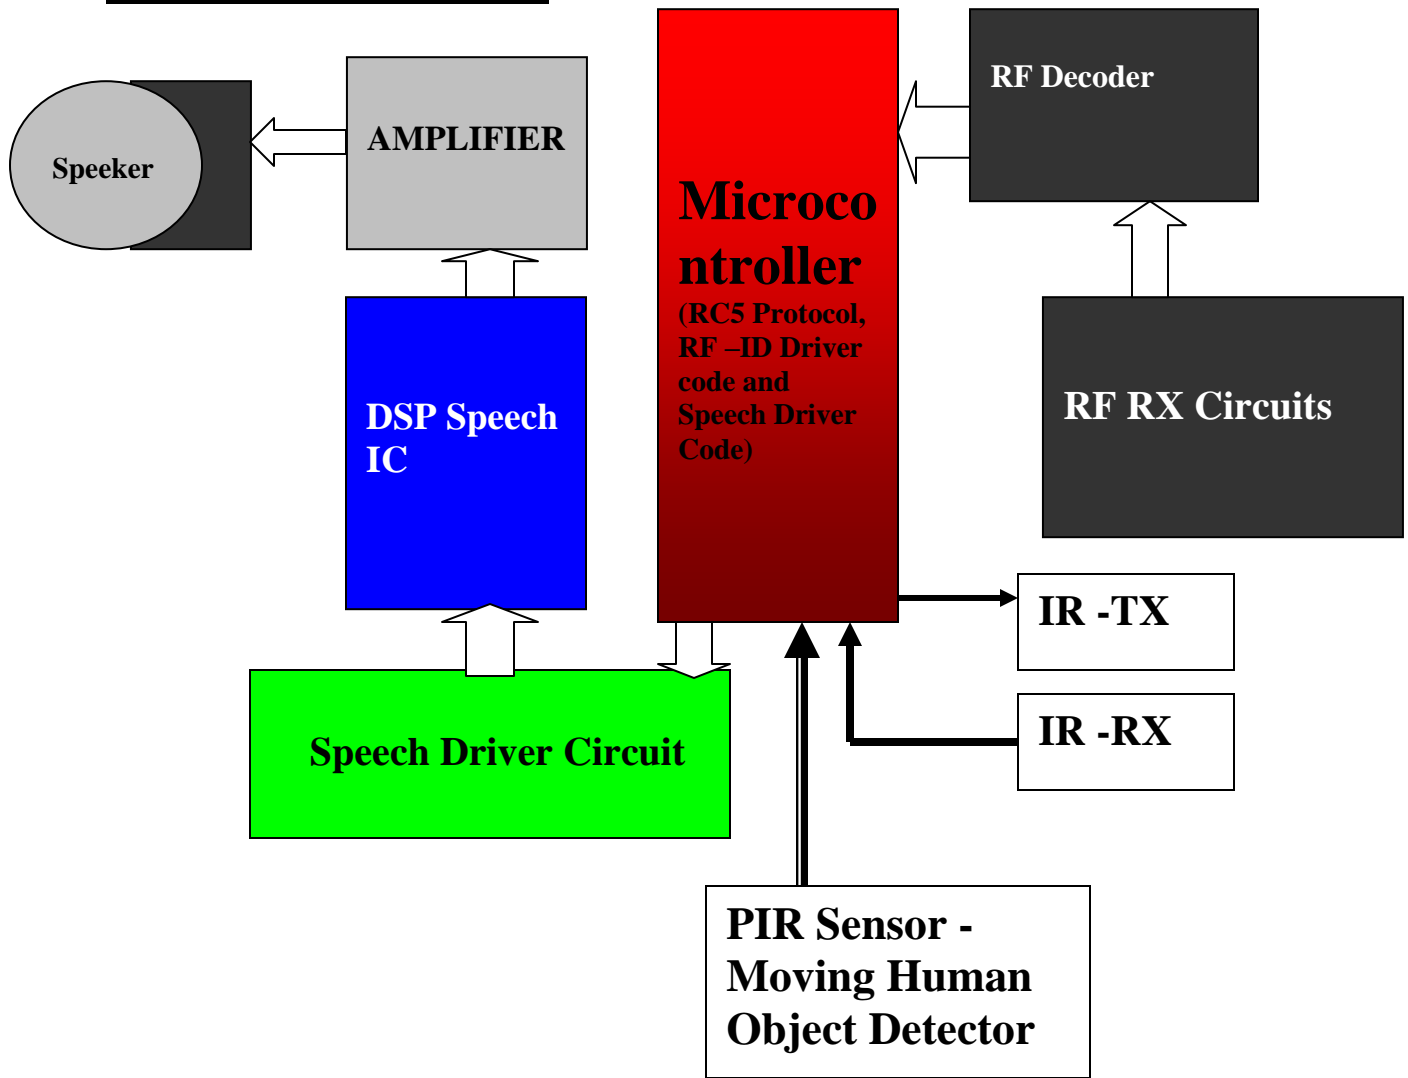 Speeker
AMPLIFIER
DSP Speech
IC
Speech Driver Circuit
Microco
ntroller
(RC5 Protocol,
RF –ID Driver
code and
Speech Driver
Code)
RF Decoder
RF RX Circuits
IR -TX
IR -RX
PIR Sensor -
Moving Human
Object Detector